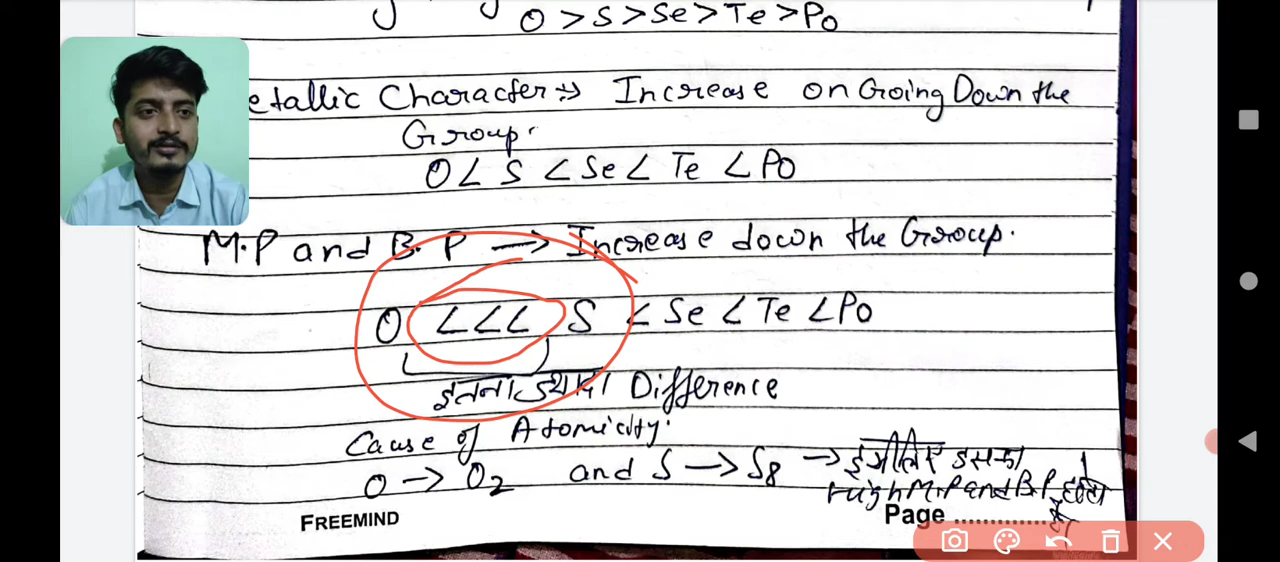 O > S > Se > Te > Po
etallic Character :⇒ Increase on Going Down the
Group.
O < S < Se < Te < Po
M.P and B.P → Increase down the Group.
O <<< S < Se < Te < Po
इतना ज्यादा Difference
Cause of Atomicity.
O → O2 and S → S8 → इसीलिए इसका
High M.P and B.P होता
है
FREEMIND
Page ..............